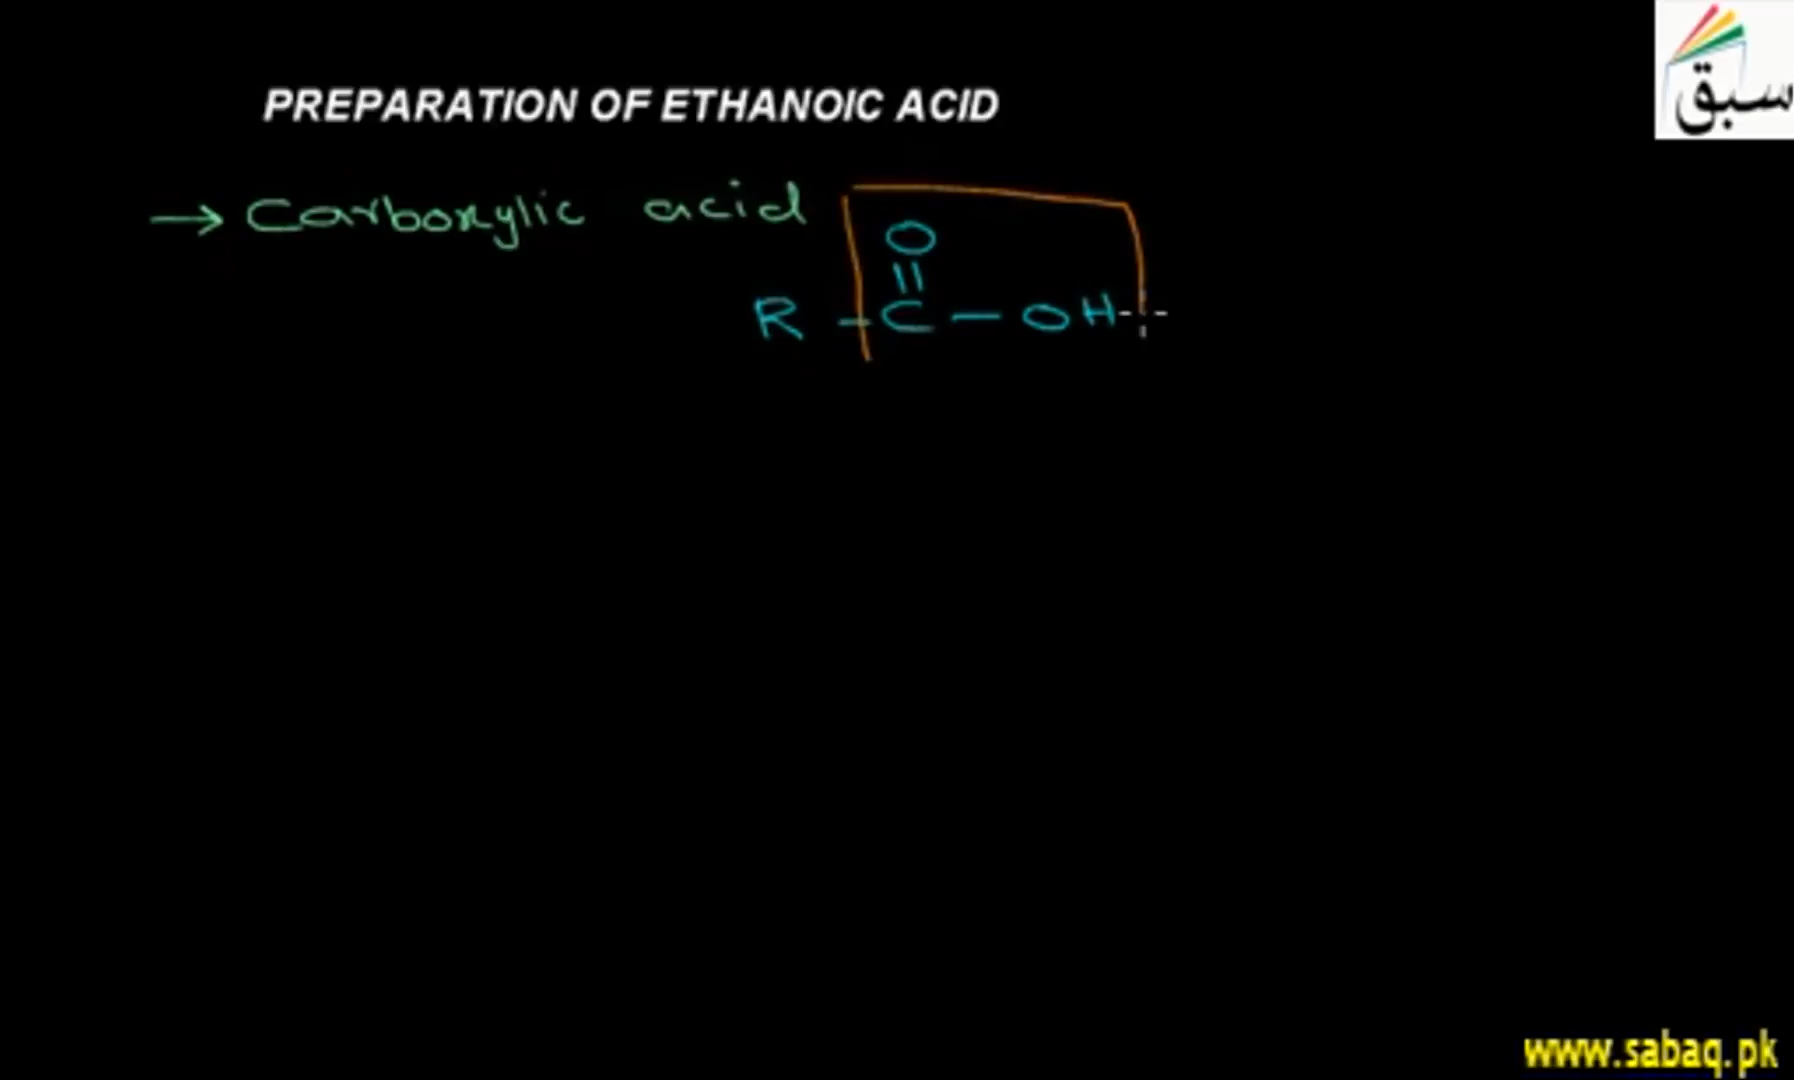 سبق
PREPARATION OF ETHANOIC ACID
→ Carboxylic acid
O
||
R - C - OH
www.sabaq.pk